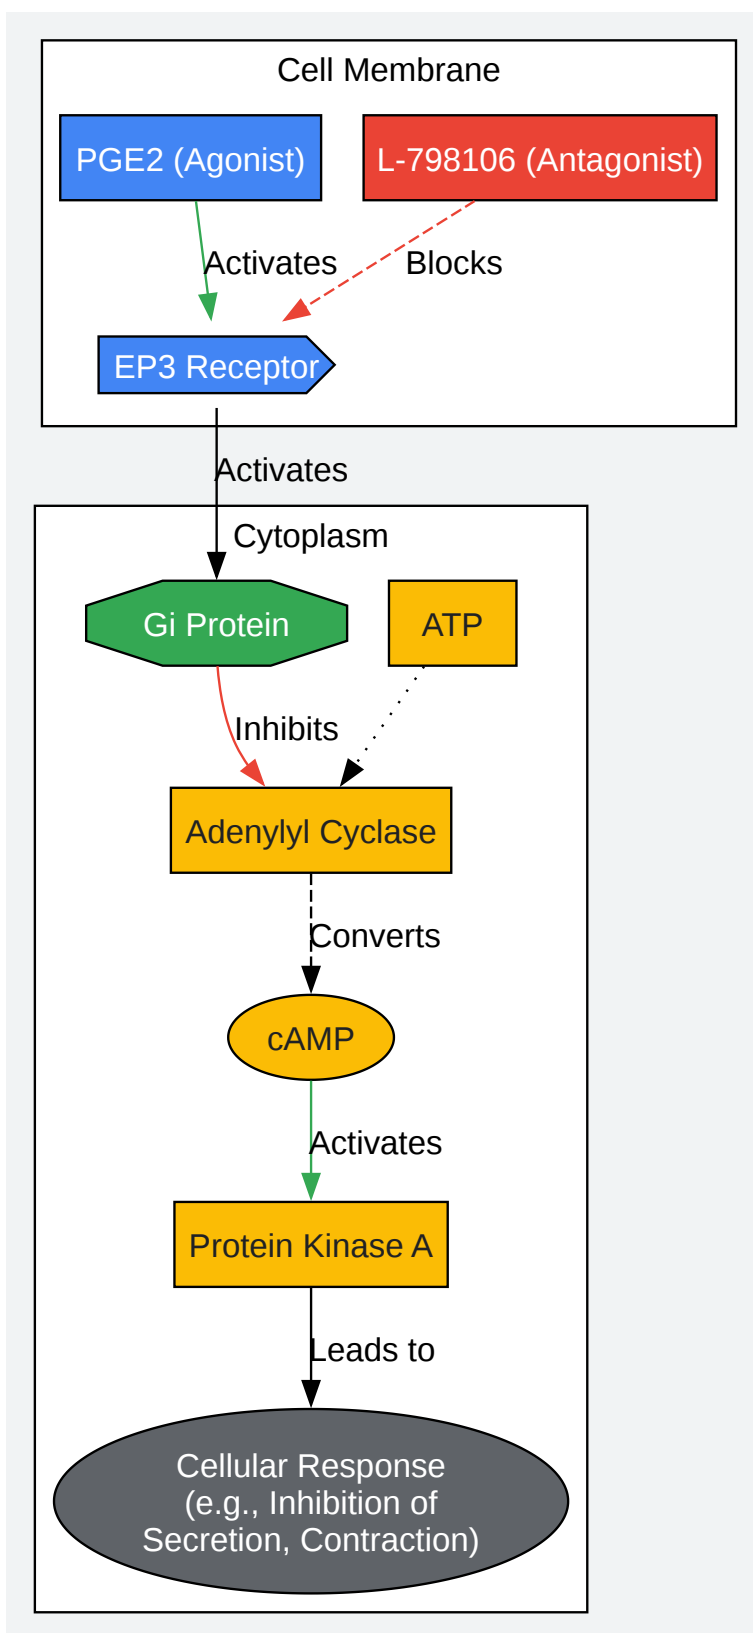 Cell Membrane
PGE2 (Agonist)
L-798106 (Antagonist)
Activates
Blocks
EP3 Receptor
Activates
Cytoplasm
Gi Protein
ATP
Inhibits
Adenylyl Cyclase
Converts
cAMP
Activates
Protein Kinase A
Leads to
Cellular Response
(e.g., Inhibition of
Secretion, Contraction)